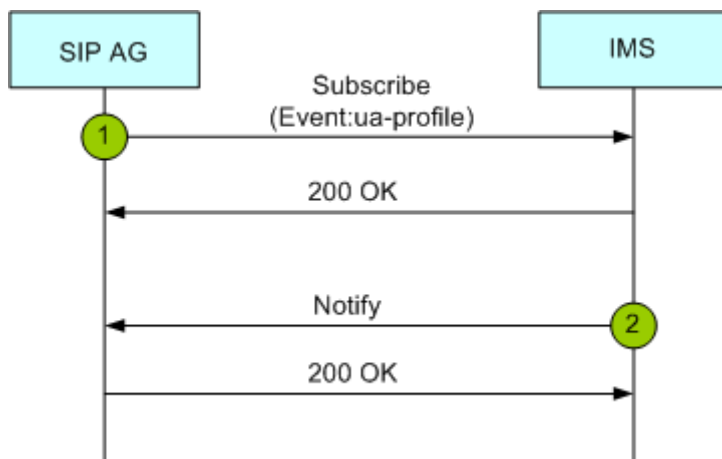 SIP AG
IMS
Subscribe
(Event:ua-profile)
1
200 OK
Notify
2
200 OK